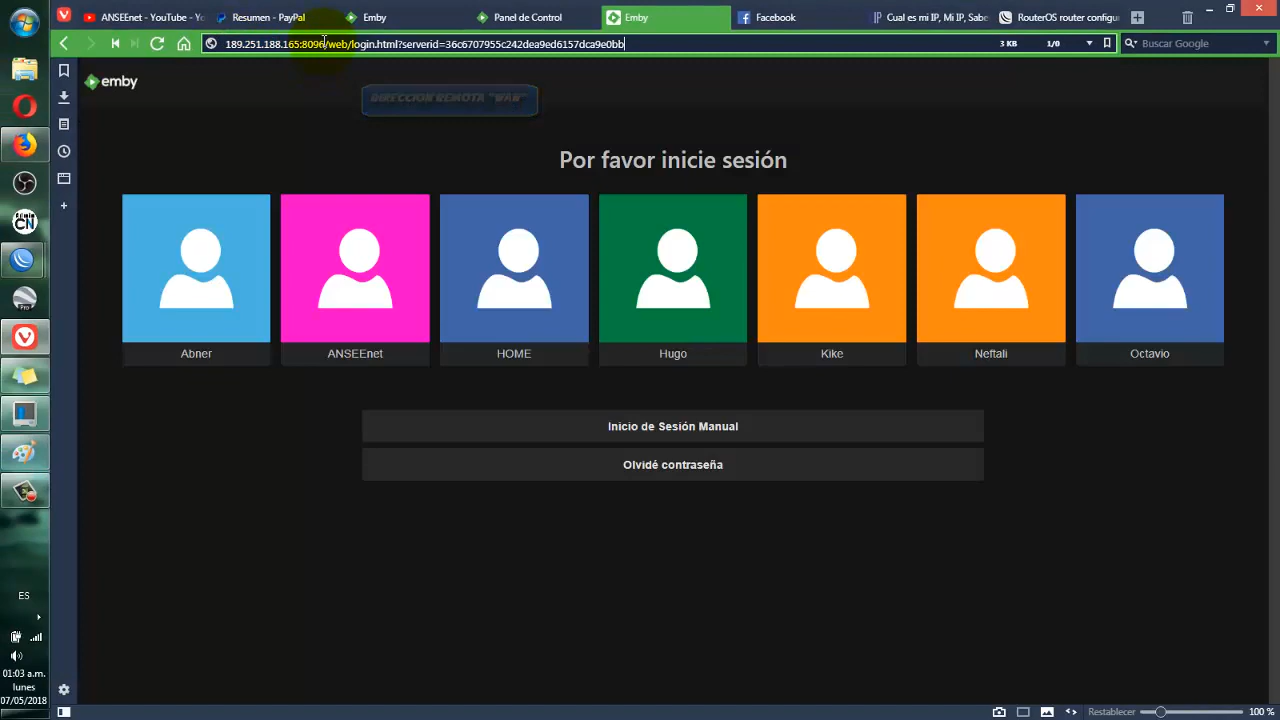 ANSEEnet - YouTube - Yo
Resumen - PayPal
Emby
Panel de Control
Emby
Facebook
Cual es mi IP, Mi IP, Sabe
RouterOS router configu
189.251.188.165:8096/web/login.html?serverid=36c6707955c242dea9ed6157dca9e0bb
3 KB
1/0
Buscar Google
emby
DIRECCION REMOTA "WAN"
Por favor inicie sesión
Abner
ANSEEnet
HOME
Hugo
Kike
Neftali
Octavio
Inicio de Sesión Manual
Olvidé contraseña
ES
01:03 a.m.
lunes
07/05/2018
Restablecer
100 %